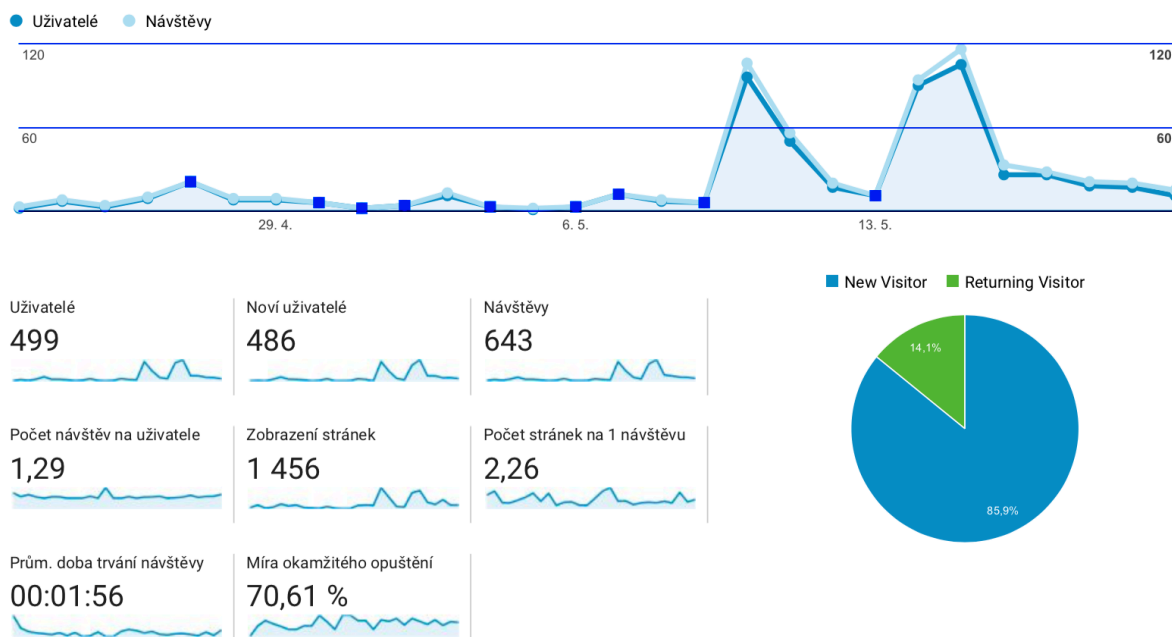 Uživatelé Návštěvy
120 120
60 60
29. 4. 6. 5. 13. 5.
New Visitor Returning Visitor
Uživatelé Noví uživatelé Návštěvy
499 486 643
14,1%
Počet návštěv na uživatele Zobrazení stránek Počet stránek na 1 návštěvu
1,29 1 456 2,26
85,9%
Prům. doba trvání návštěvy Míra okamžitého opuštění
00:01:56 70,61 %